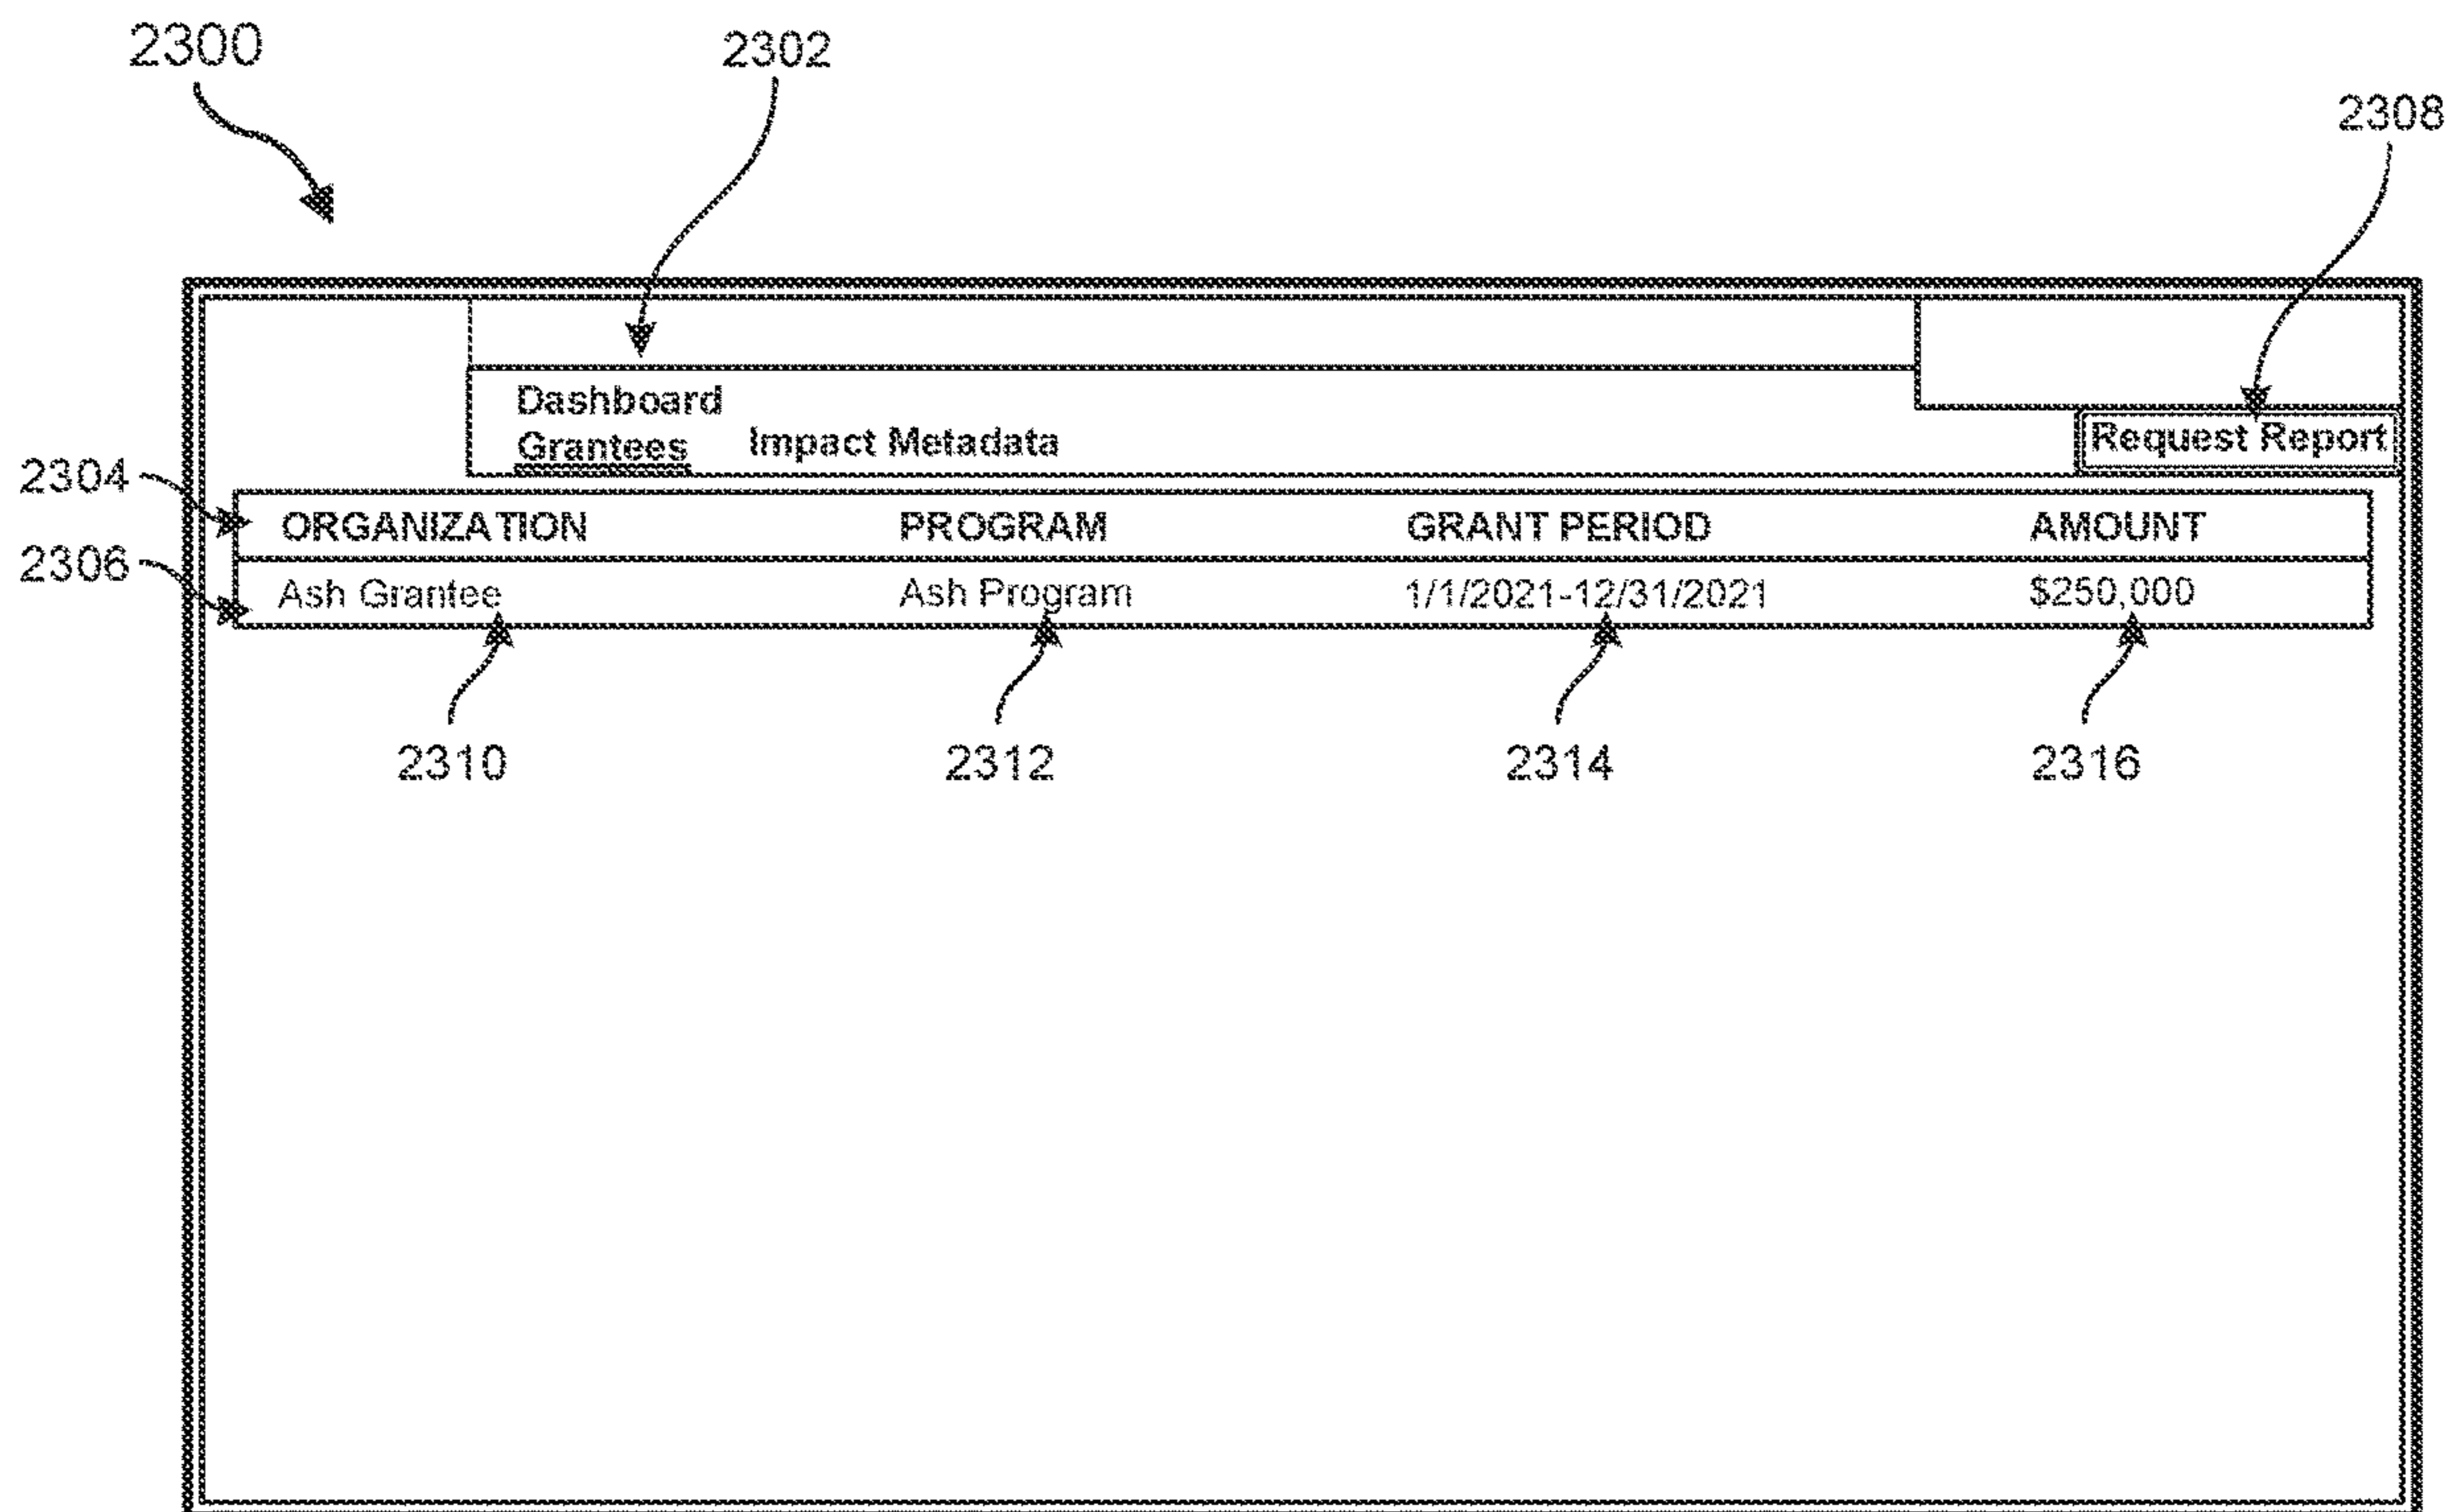 2300
2302
2308
Dashboard
Grantees Impact Metadata
Request Report
2304
ORGANIZATION PROGRAM GRANT PERIOD AMOUNT
2306
Ash Grantee Ash Program 1/1/2021-12/31/2021 $250,000
2310 2312 2314 2316